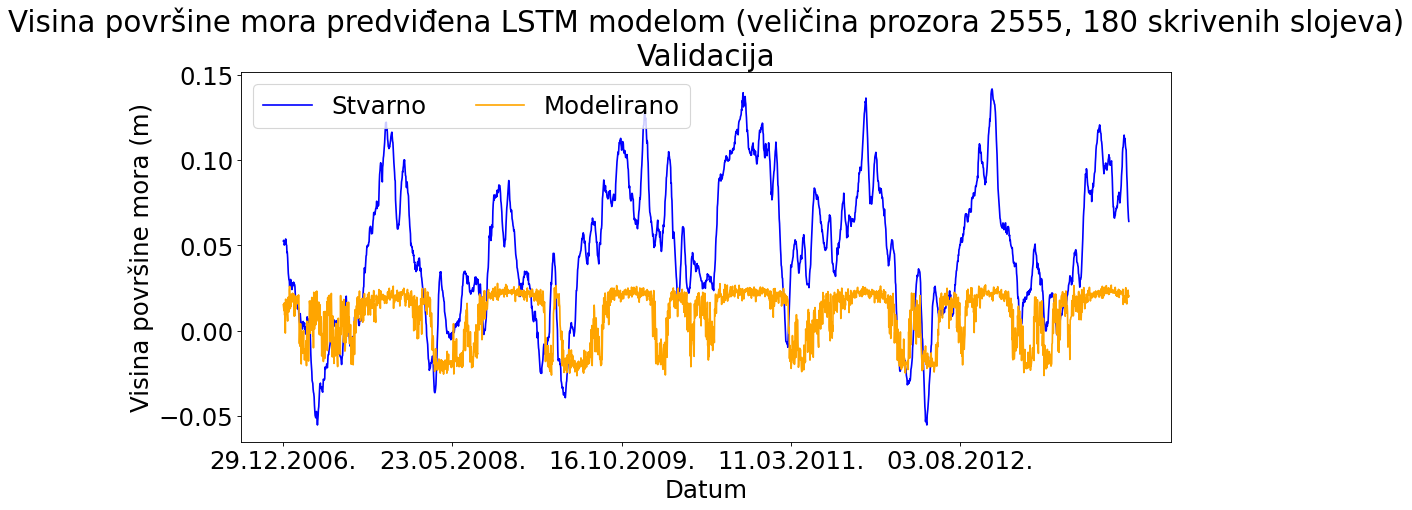 Visina površine mora predviđena LSTM modelom (veličina prozora 2555, 180 skrivenih slojeva)
Validacija
Stvarno Modelirano
Visina površine mora (m)
0.15
0.10
0.05
0.00
−0.05
29.12.2006. 23.05.2008. 16.10.2009. 11.03.2011. 03.08.2012.
Datum